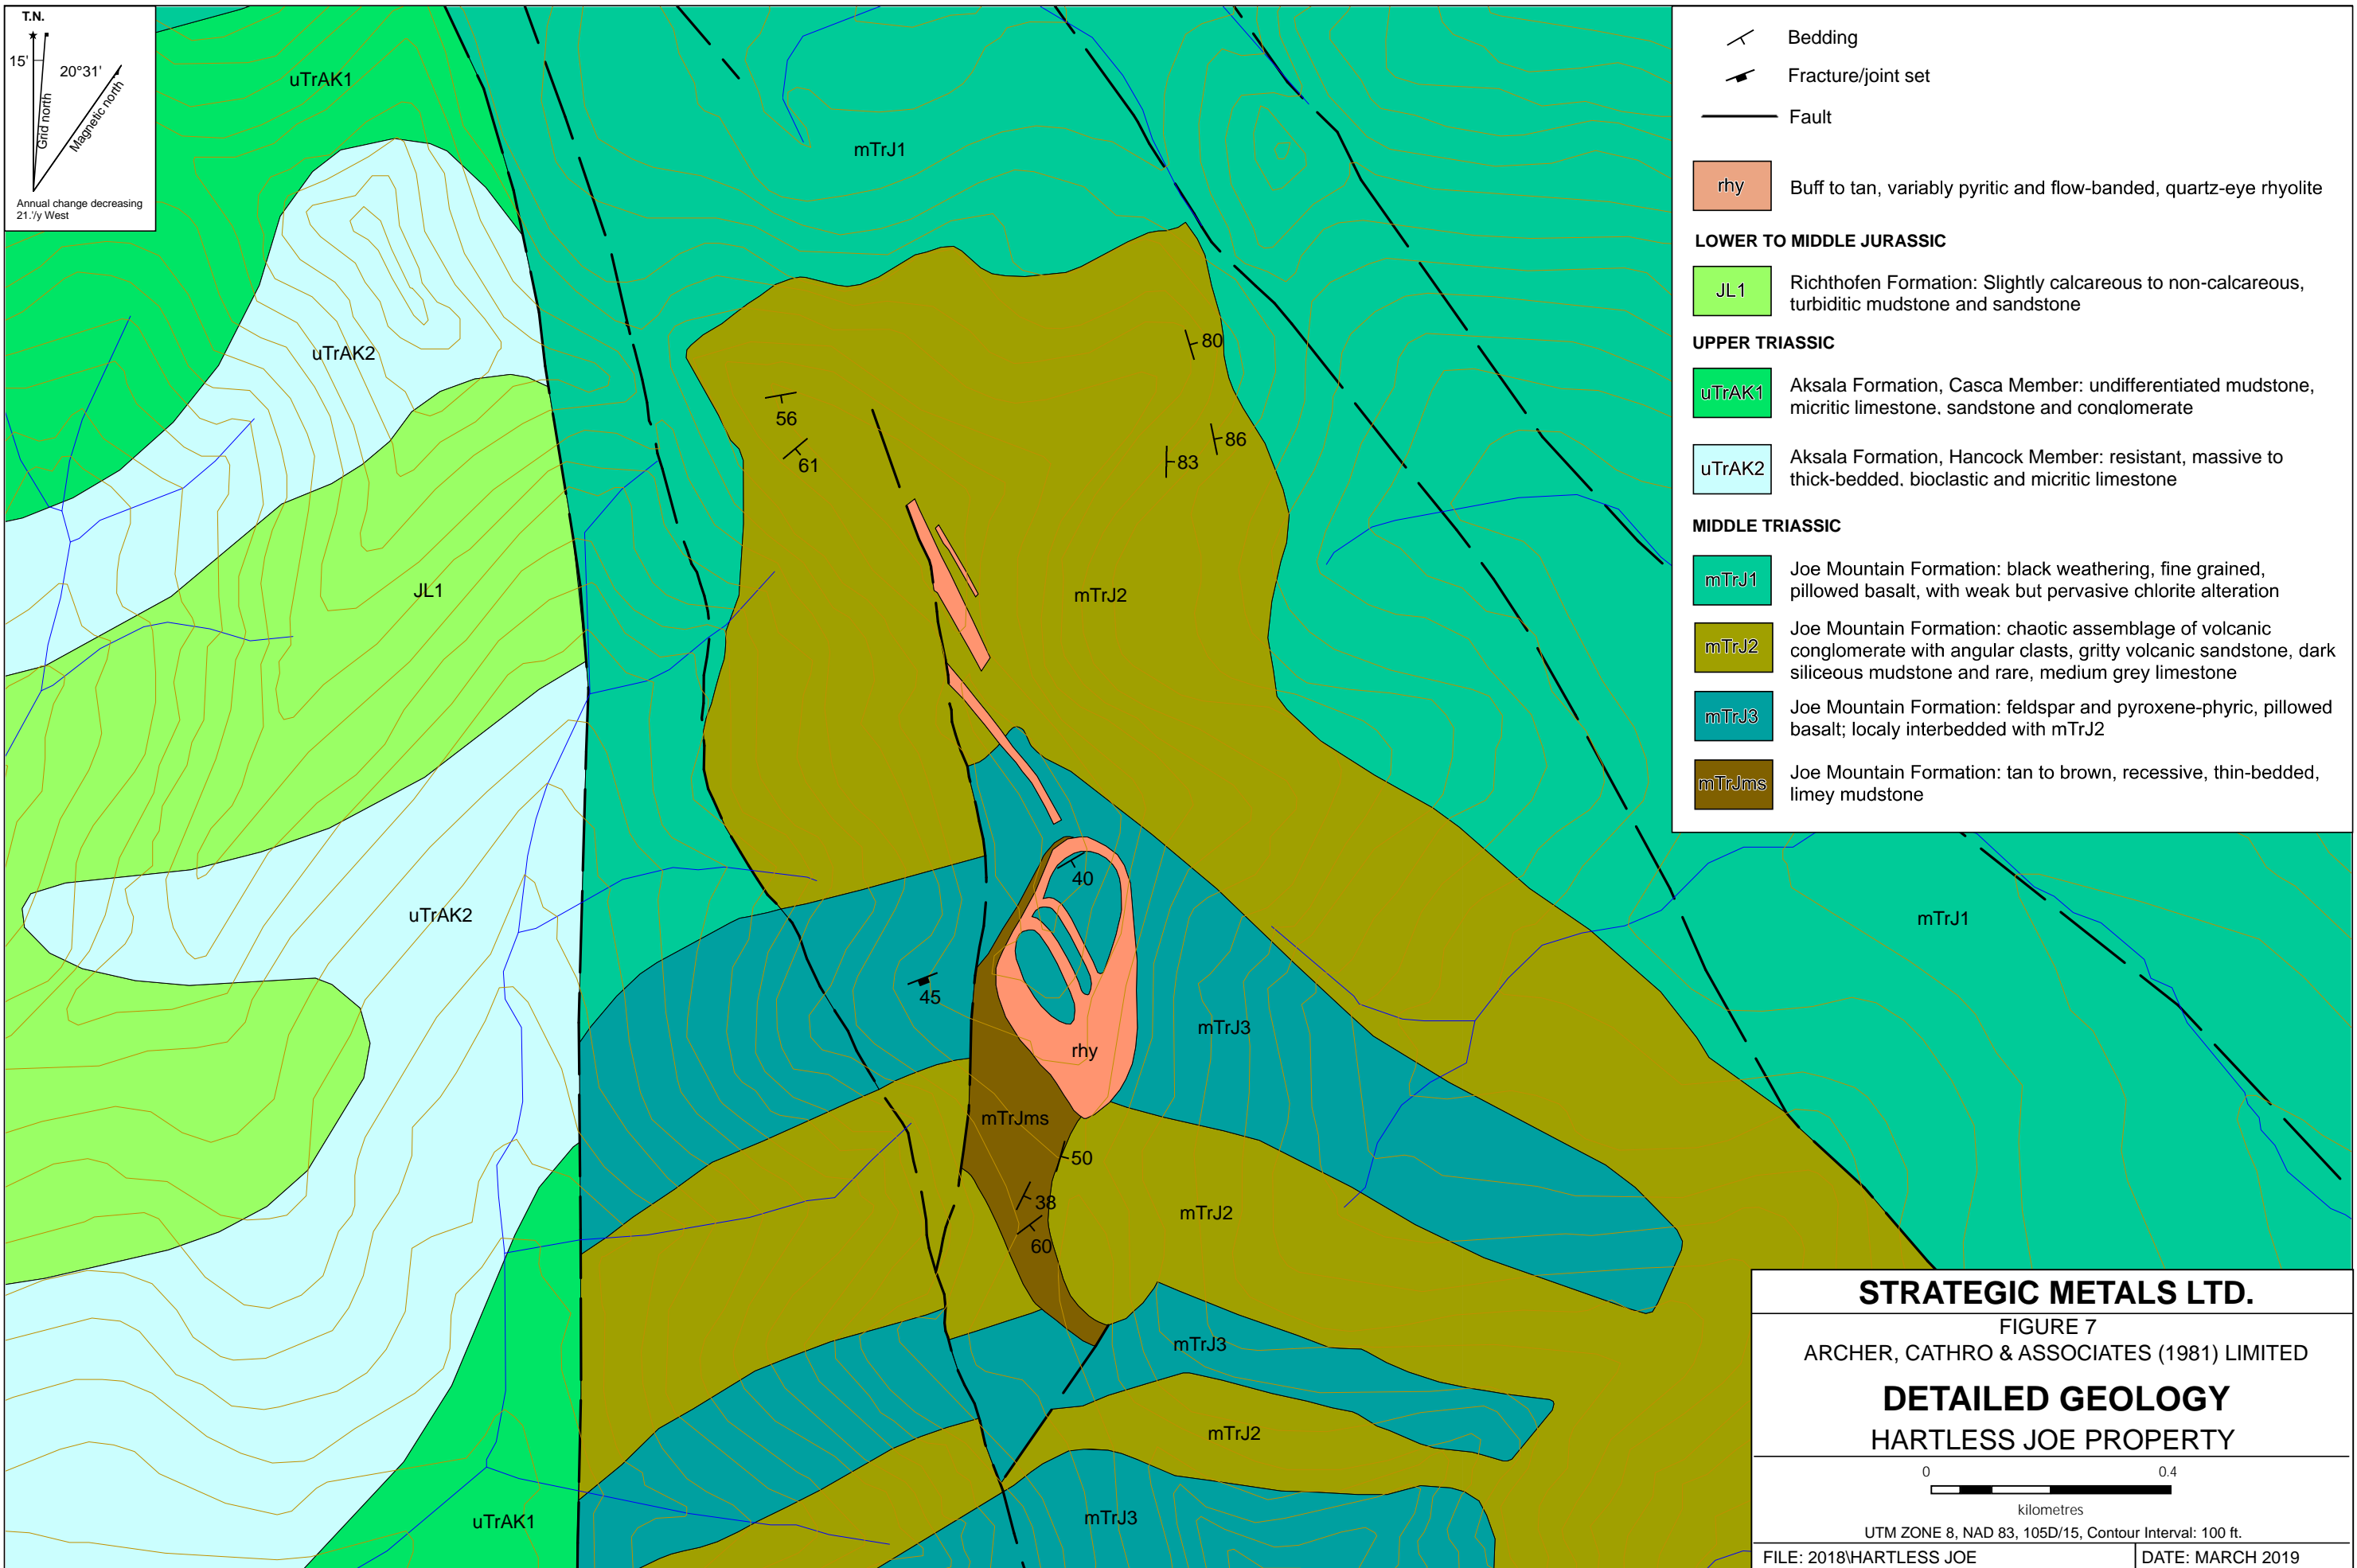 T.N.
15'
20°31'
Grid north
Magnetic north
Annual change decreasing
21.'/y West
uTrAK1
mTrJ1
uTrAK2
80
56
61
86
83
JL1
mTrJ2
40
uTrAK2
mTrJ1
45
mTrJ3
rhy
mTrJms
50
38
60
mTrJ2
mTrJ3
mTrJ2
mTrJ3
uTrAK1
Bedding
Fracture/joint set
Fault
rhy
Buff to tan, variably pyritic and flow-banded, quartz-eye rhyolite
LOWER TO MIDDLE JURASSIC
JL1
Richthofen Formation: Slightly calcareous to non-calcareous,
turbiditic mudstone and sandstone
UPPER TRIASSIC
uTrAK1
Aksala Formation, Casca Member: undifferentiated mudstone,
micritic limestone, sandstone and conglomerate
uTrAK2
Aksala Formation, Hancock Member: resistant, massive to
thick-bedded, bioclastic and micritic limestone
MIDDLE TRIASSIC
mTrJ1
Joe Mountain Formation: black weathering, fine grained,
pillowed basalt, with weak but pervasive chlorite alteration
mTrJ2
Joe Mountain Formation: chaotic assemblage of volcanic
conglomerate with angular clasts, gritty volcanic sandstone, dark
siliceous mudstone and rare, medium grey limestone
mTrJ3
Joe Mountain Formation: feldspar and pyroxene-phyric, pillowed
basalt; localy interbedded with mTrJ2
mTrJms
Joe Mountain Formation: tan to brown, recessive, thin-bedded,
limey mudstone
STRATEGIC METALS LTD.
FIGURE 7
ARCHER, CATHRO & ASSOCIATES (1981) LIMITED
DETAILED GEOLOGY
HARTLESS JOE PROPERTY
0 0.4
kilometres
UTM ZONE 8, NAD 83, 105D/15, Contour Interval: 100 ft.
FILE: 2018\HARTLESS JOE DATE: MARCH 2019